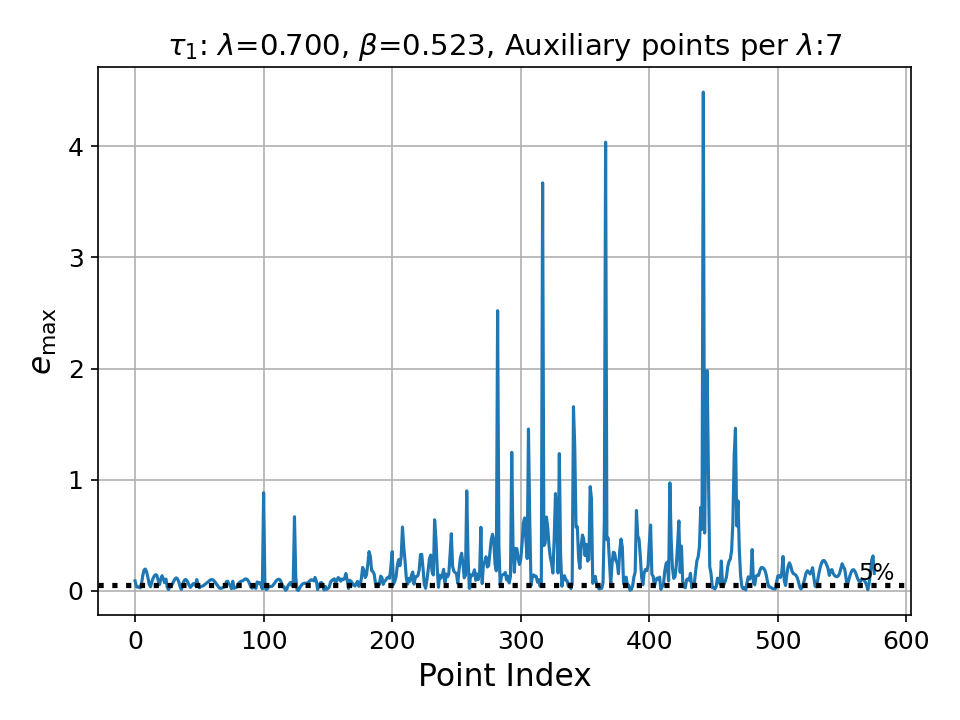 τ₁: λ=0.700, β=0.523, Auxiliary points per λ:7
4
3
2
1
0
e_max
5%
0 100 200 300 400 500 600
Point Index